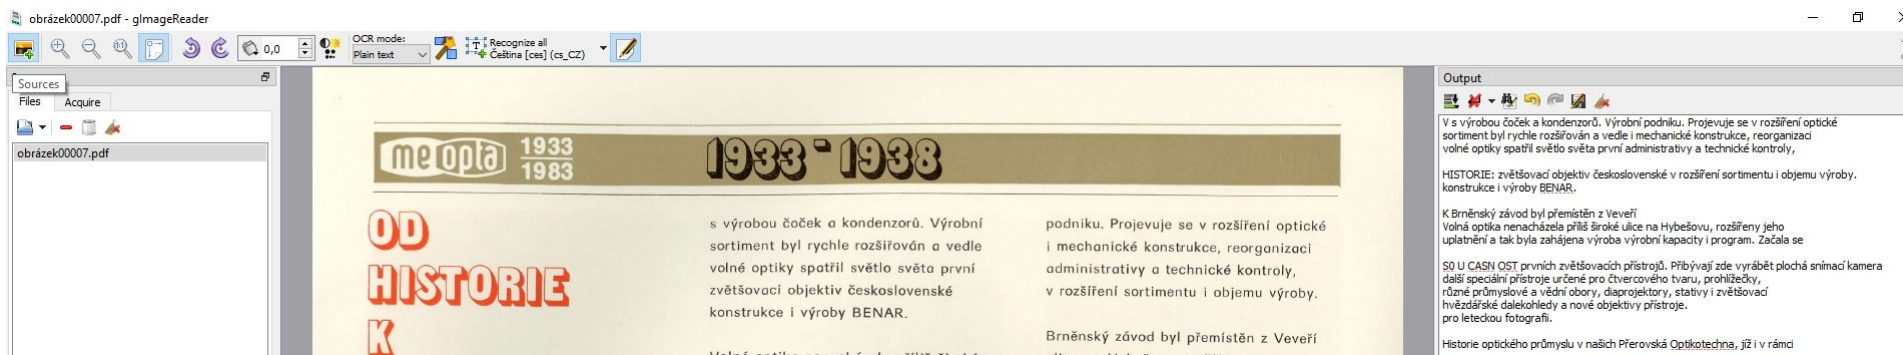 obrázek00007.pdf - gImageReader
0,0
OCR mode:
Plain text
Recognize all
Čeština [ces] (cs_CZ)
Sources
Files
Acquire
obrázek00007.pdf
meopta
1933
1983
1933-1938
OD
HISTORIE
K
s výrobou čoček a kondenzorů. Výrobní
sortiment byl rychle rozšiřován a vedle
volné optiky spatřil světlo světa první
zvětšovací objektiv československé
konstrukce i výroby BENAR.
podniku. Projevuje se v rozšíření optické
i mechanické konstrukce, reorganizaci
administrativy a technické kontroly,
v rozšíření sortimentu i objemu výroby.
Brněnský závod byl přemístěn z Veveří
Output
V s výrobou čoček a kondenzorů. Výrobní podniku. Projevuje se v rozšíření optické
sortiment byl rychle rozšiřován a vedle i mechanické konstrukce, reorganizaci
volné optiky spatřil světlo světa první administrativy a technické kontroly,
HISTORIE: zvětšovací objektiv československé v rozšíření sortimentu i objemu výroby.
konstrukce i výroby BENAR.
K Brněnský závod byl přemístěn z Veveří
Volná optika nenacházela příliš široké ulice na Hybešovu, rozšířeny jeho
uplatnění a tak byla zahájena výroba výrobní kapacity i program. Začala se
S0 U CASN OST prvních zvětšovacích přístrojů. Přibývají zde vyrábět plochá snímací kamera
další speciální přístroje určené pro čtvercového tvaru, prohlížečky,
různé průmyslové a vědní obory, diaprojektory, stativy i zvětšovací
hvězdářské dalekohledy a nové objektivy přístroje.
pro leteckou fotografii.
Historie optického průmyslu v našich Přerovská Optikotechna, jíž i v rámci